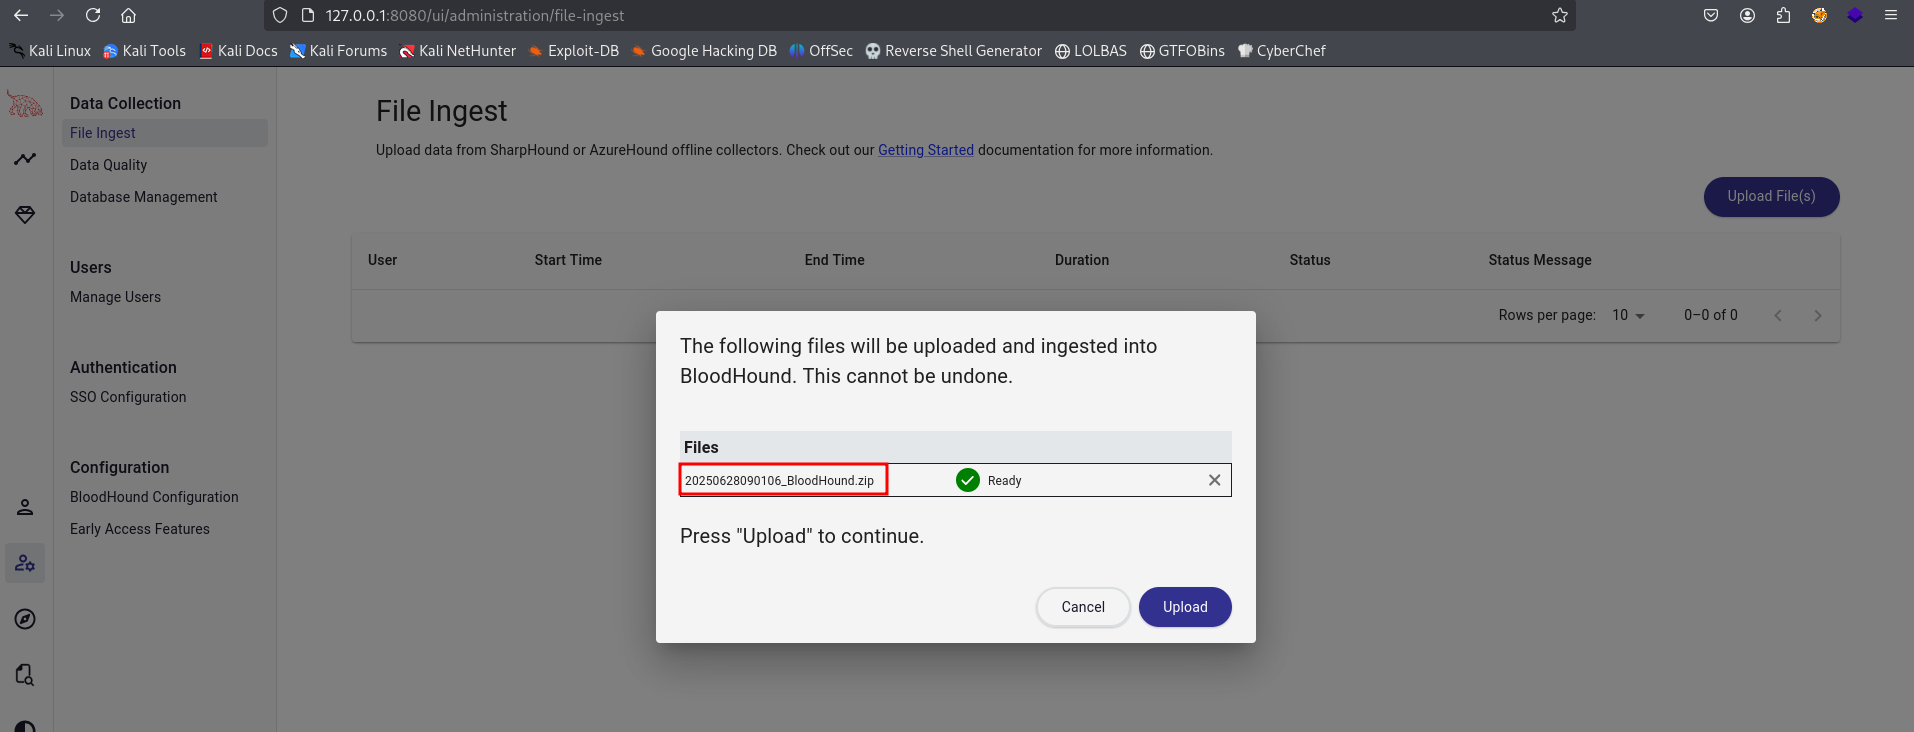 127.0.0.1:8080/ui/administration/file-ingest
Kali Linux Kali Tools Kali Docs Kali Forums Kali NetHunter Exploit-DB Google Hacking DB OffSec Reverse Shell Generator LOLBAS GTFOBins CyberChef
Data Collection
File Ingest
Data Quality
Database Management
Users
Manage Users
Authentication
SSO Configuration
Configuration
BloodHound Configuration
Early Access Features
File Ingest
Upload data from SharpHound or AzureHound offline collectors. Check out our Getting Started documentation for more information.
Upload File(s)
User Start Time End Time Duration Status Status Message
Rows per page: 10 0–0 of 0
The following files will be uploaded and ingested into
BloodHound. This cannot be undone.
Files
20250628090106_BloodHound.zip Ready
Press "Upload" to continue.
Cancel Upload